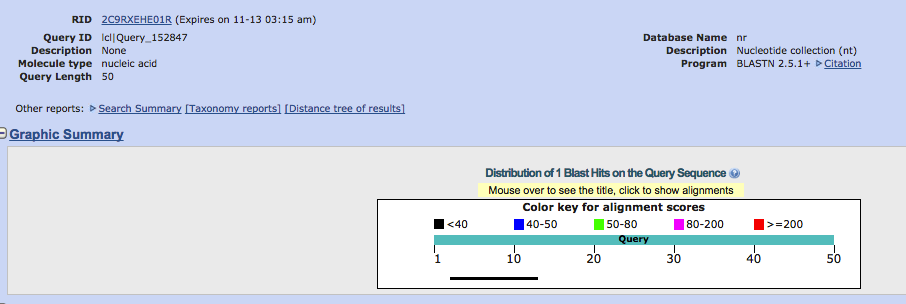 RID 2C9RXEHE01R (Expires on 11-13 03:15 am)
Query ID lcl|Query_152847
Description None
Molecule type nucleic acid
Query Length 50
Database Name nr
Description Nucleotide collection (nt)
Program BLASTN 2.5.1+ Citation
Other reports: Search Summary [Taxonomy reports] [Distance tree of results]
Graphic Summary
Distribution of 1 Blast Hits on the Query Sequence ?
Mouse over to see the title, click to show alignments
Color key for alignment scores
<40 40-50 50-80 80-200 >=200
Query
1 10 20 30 40 50